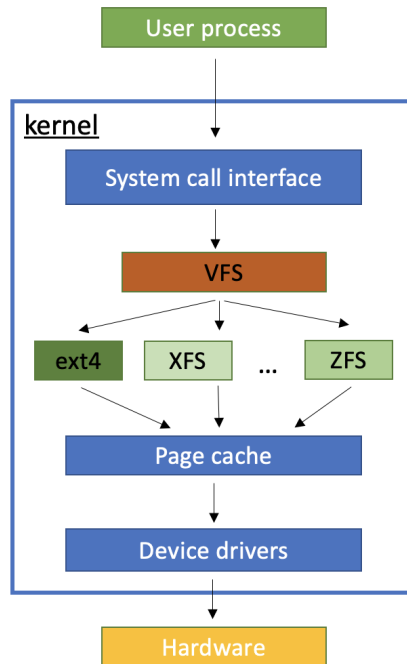 User process
kernel
System call interface
VFS
ext4 XFS ... ZFS
Page cache
Device drivers
Hardware